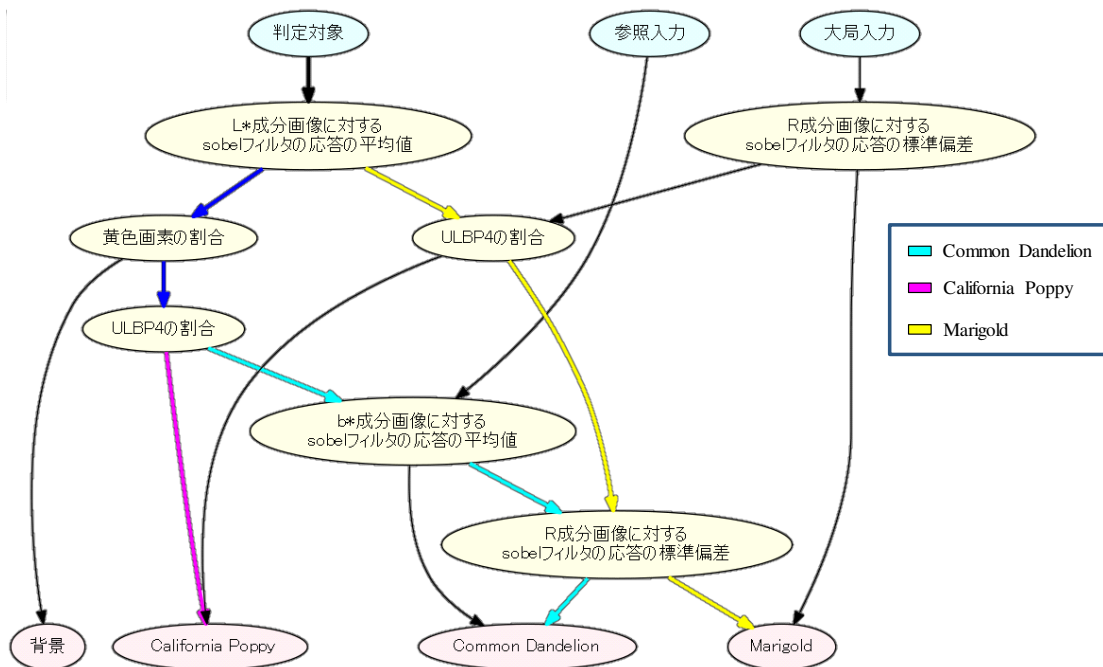 判定対象
参照入力
大局入力
L*成分画像に対する
sobelフィルタの応答の平均値
R成分画像に対する
sobelフィルタの応答の標準偏差
黄色画素の割合
ULBP4の割合
Common Dandelion
California Poppy
Marigold
ULBP4の割合
b*成分画像に対する
sobelフィルタの応答の平均値
R成分画像に対する
sobelフィルタの応答の標準偏差
背景
California Poppy
Common Dandelion
Marigold